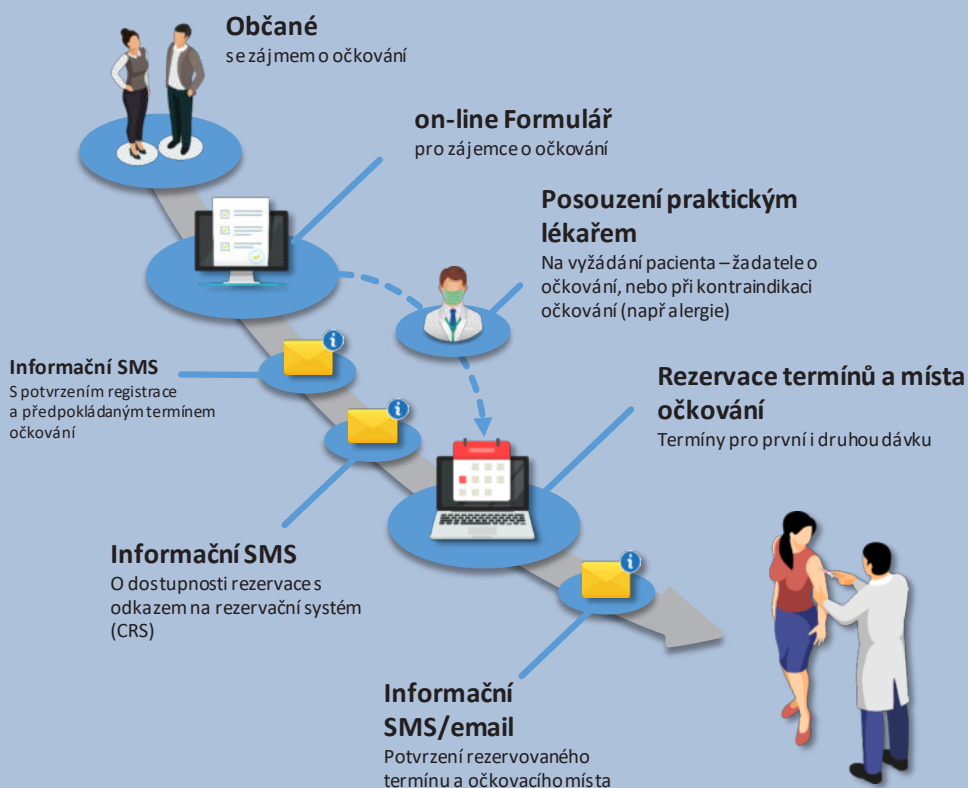 Občané
se zájmem o očkování
on-line Formulář
pro zájemce o očkování
Posouzení praktickým
lékařem
Na vyžádání pacienta – žadatele o
očkování, nebo při kontraindikaci
očkování (např alergie)
Informační SMS
S potvrzením registrace
a předpokládaným termínem
očkování
Rezervace termínů a místa
očkování
Termíny pro první i druhou dávku
Informační SMS
O dostupnosti rezervace s
odkazem na rezervační systém
(CRS)
Informační
SMS/email
Potvrzení rezervovaného
termínu a očkovacího místa